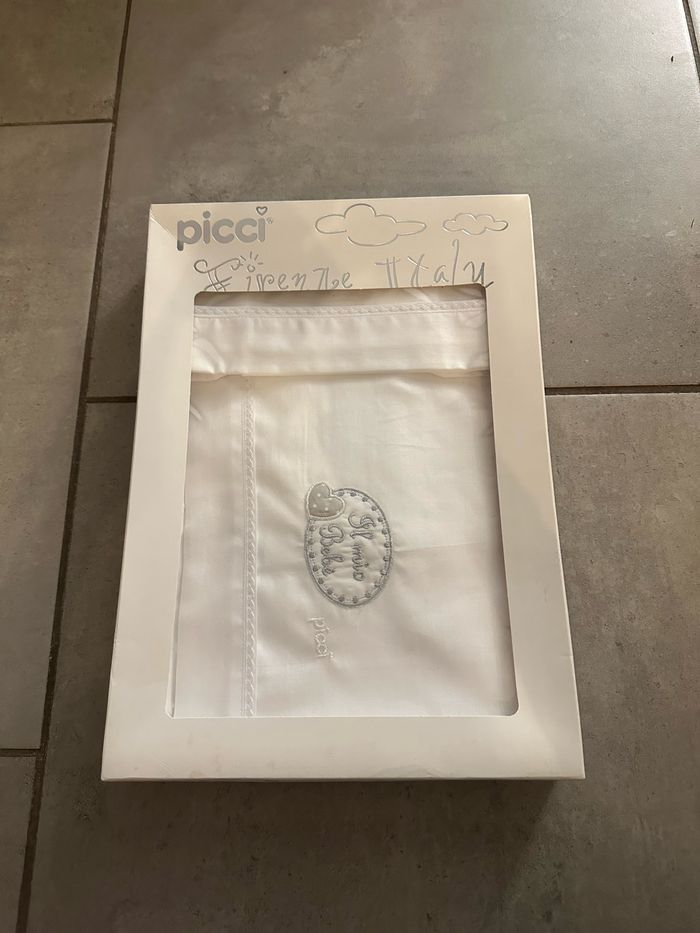 picci®
Firenze Italy
Il mio
Bebè
picci